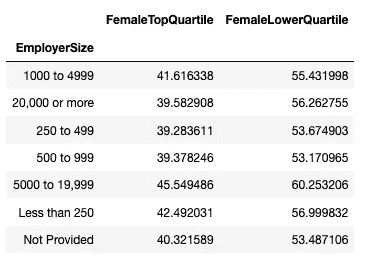 FemaleTopQuartile FemaleLowerQuartile
EmployerSize
1000 to 4999 41.616338 55.431998
20,000 or more 39.582908 56.262755
250 to 499 39.283611 53.674903
500 to 999 39.378246 53.170965
5000 to 19,999 45.549486 60.253206
Less than 250 42.492031 56.999832
Not Provided 40.321589 53.487106